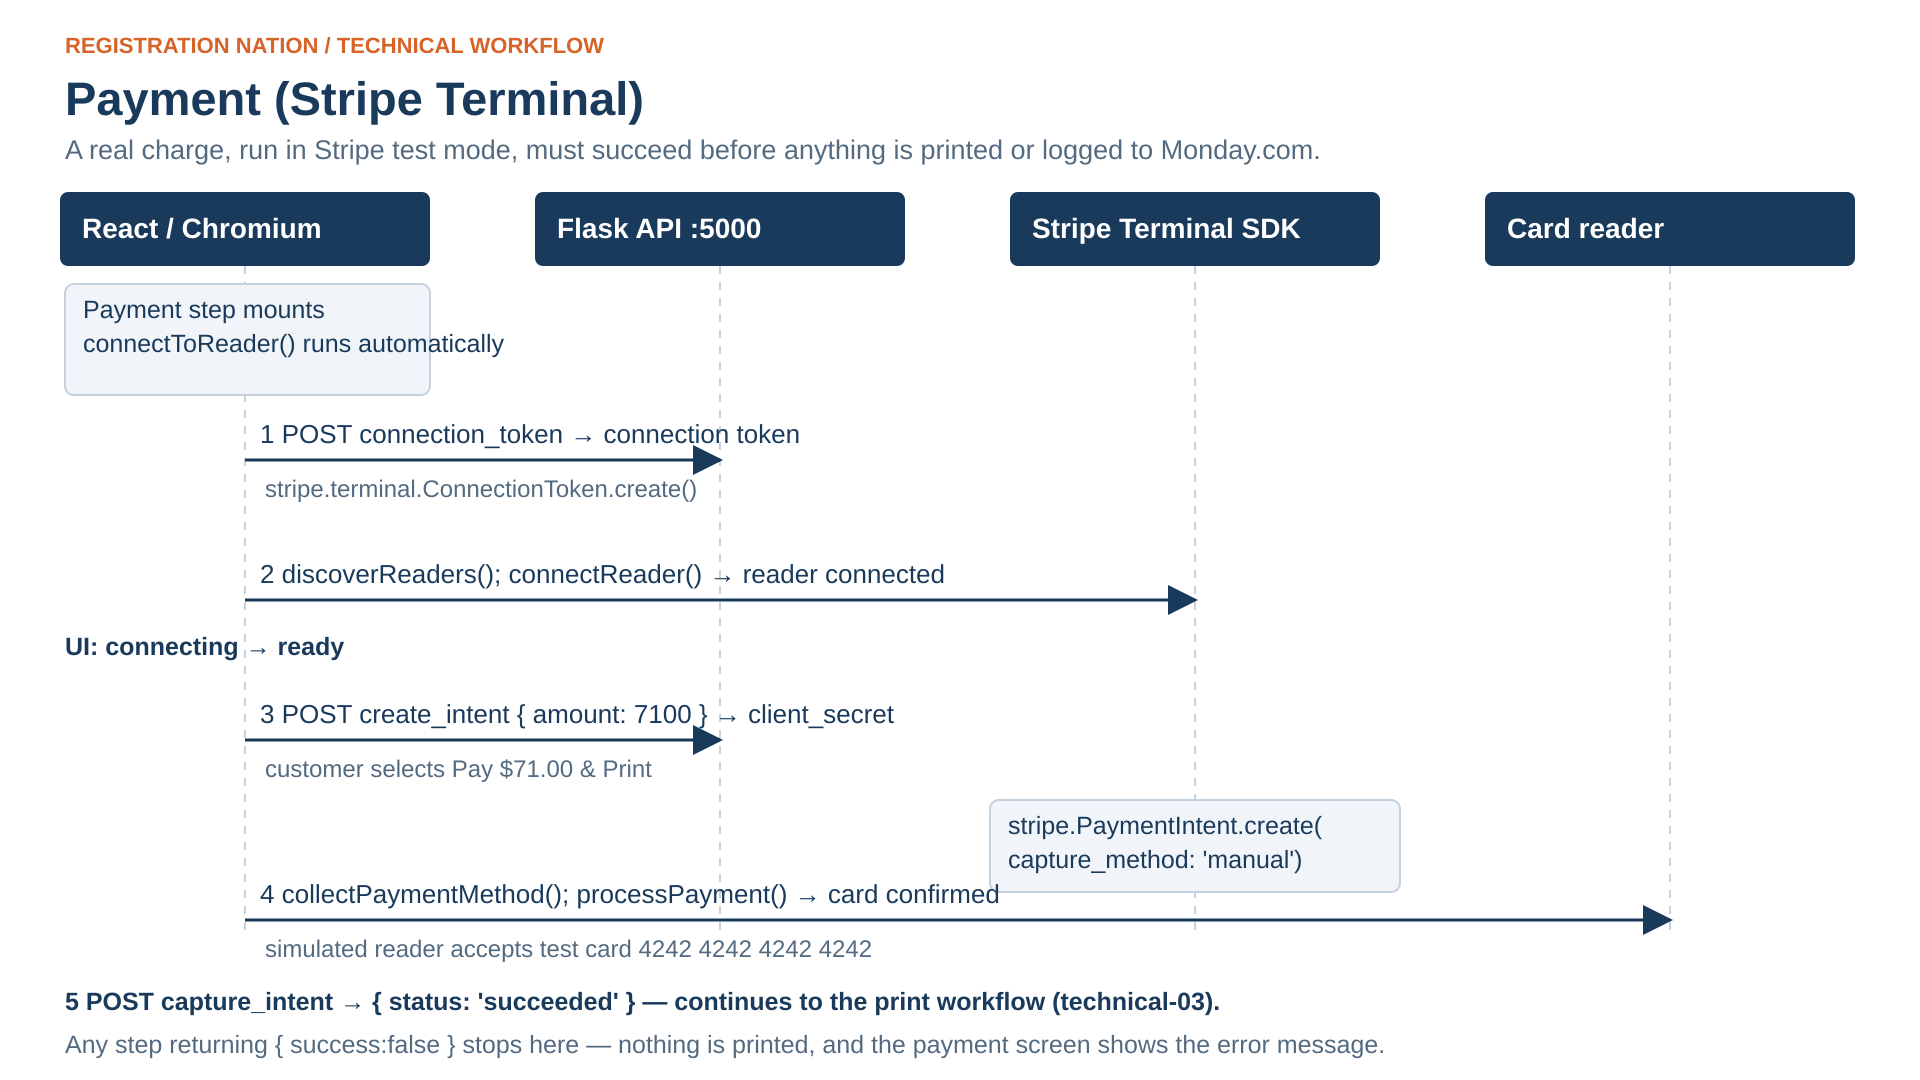 REGISTRATION NATION / TECHNICAL WORKFLOW
Payment (Stripe Terminal)
A real charge, run in Stripe test mode, must succeed before anything is printed or logged to Monday.com.
React / Chromium
Flask API :5000
Stripe Terminal SDK
Card reader
Payment step mounts
connectToReader() runs automatically
1 POST connection_token → connection token
stripe.terminal.ConnectionToken.create()
2 discoverReaders(); connectReader() → reader connected
UI: connecting → ready
3 POST create_intent { amount: 7100 } → client_secret
customer selects Pay $71.00 & Print
stripe.PaymentIntent.create(
capture_method: 'manual')
4 collectPaymentMethod(); processPayment() → card confirmed
simulated reader accepts test card 4242 4242 4242 4242
5 POST capture_intent → { status: 'succeeded' } — continues to the print workflow (technical-03).
Any step returning { success:false } stops here — nothing is printed, and the payment screen shows the error message.